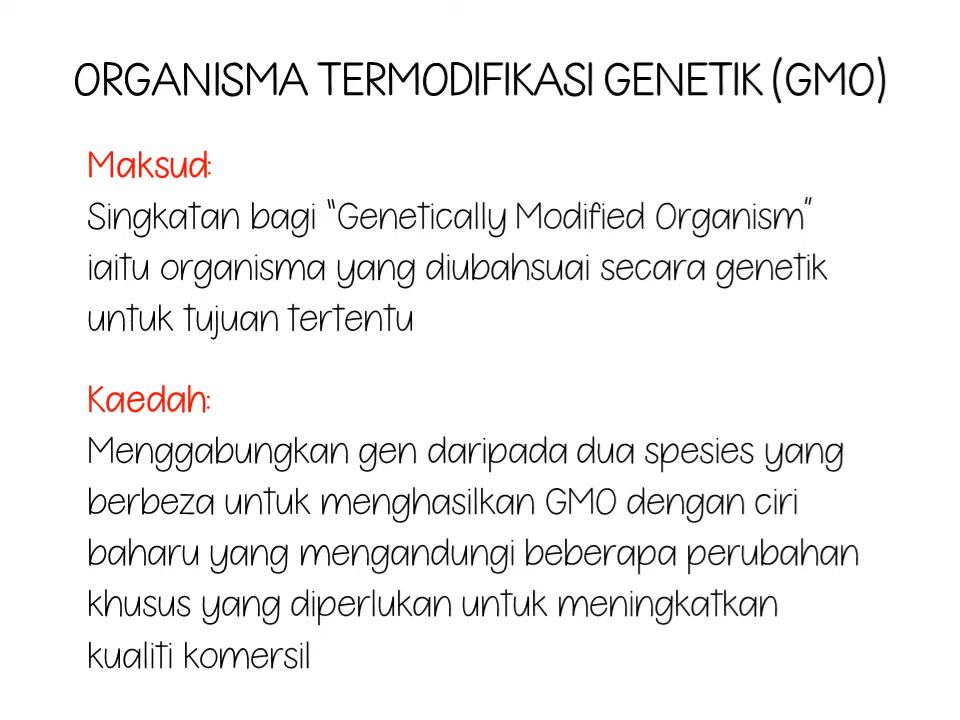 ORGANISMA TERMODIFIKASI GENETIK (GMO)
Maksud:
Singkatan bagi "Genetically Modified Organism"
iaitu organisma yang diubahsuai secara genetik
untuk tujuan tertentu
Kaedah:
Menggabungkan gen daripada dua spesies yang
berbeza untuk menghasilkan GMO dengan ciri
baharu yang mengandungi beberapa perubahan
khusus yang diperlukan untuk meningkatkan
kualiti komersil